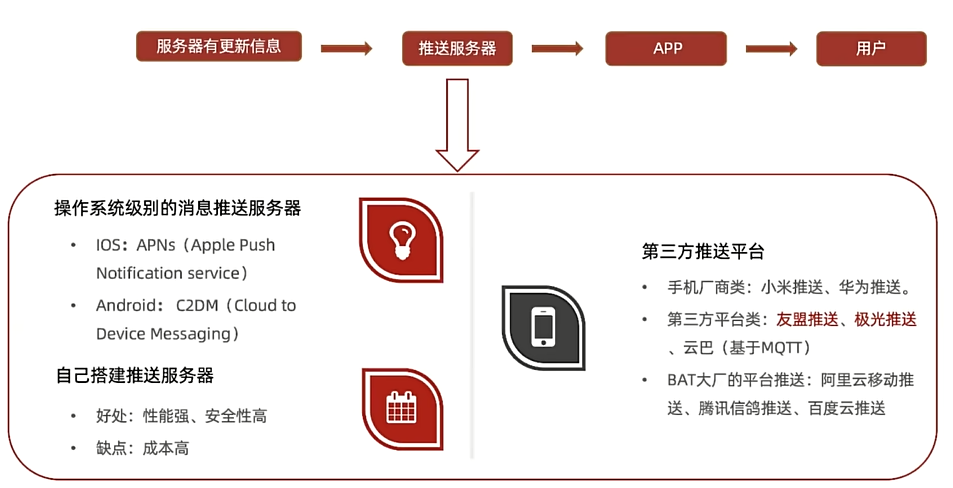 服务器有更新信息
推送服务器
APP
用户
操作系统级别的消息推送服务器
• IOS：APNs（Apple Push
Notification service）
• Android： C2DM（Cloud to
Device Messaging）
自己搭建推送服务器
• 好处：性能强、安全性高
• 缺点：成本高
第三方推送平台
• 手机厂商类：小米推送、华为推送。
• 第三方平台类：友盟推送、极光推送
、云巴（基于MQTT）
• BAT大厂的平台推送：阿里云移动推
送、腾讯信鸽推送、百度云推送